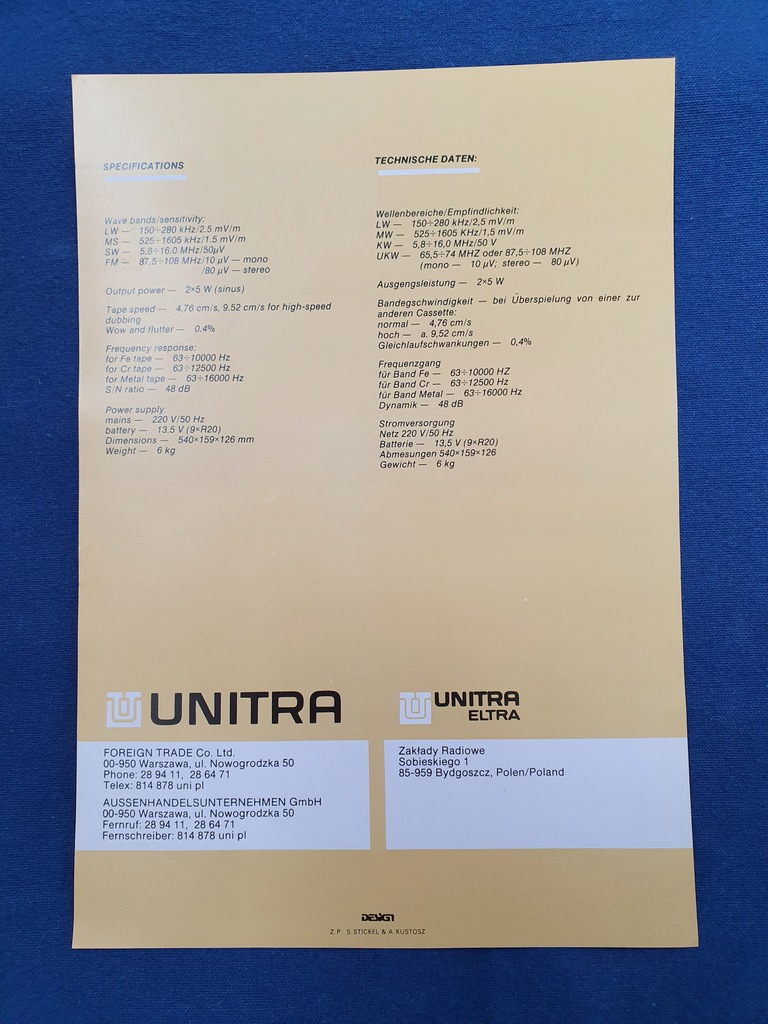 SPECIFICATIONS
Wave bands/sensitivity:
LW — 150÷280 kHz/2.5 mV/m
MS — 525÷1605 kHz/1.5 mV/m
SW — 5,8÷16,0 MHz/50µV
FM — 87.5÷108 MHz/10 µV — mono
/80 µV — stereo
Output power — 2×5 W (sinus)
Tape speed — 4.76 cm/s, 9.52 cm/s for high-speed
dubbing
Wow and flutter — 0.4%
Frequency response:
for Fe tape — 63÷10000 Hz
for Cr tape — 63÷12500 Hz
for Metal tape — 63÷16000 Hz
S/N ratio — 48 dB
Power supply:
mains — 220 V/50 Hz
battery — 13.5 V (9×R20)
Dimensions — 540×159×126 mm
Weight — 6 kg
TECHNISCHE DATEN:
Wellenbereiche/Empfindlichkeit:
LW — 150÷280 kHz/2,5 mV/m
MW — 525÷1605 KHz/1,5 mV/m
KW — 5,8÷16,0 MHz/50 V
UKW — 65,5÷74 MHZ oder 87,5÷108 MHZ
(mono — 10 µV; stereo — 80 µV)
Ausgengsleistung — 2×5 W
Bandegschwindigkeit — bei Überspielung von einer zur
anderen Cassette:
normal — 4,76 cm/s
hoch — a. 9,52 cm/s
Gleichlaufschwankungen — 0,4%
Frequenzgang
für Band Fe — 63÷10000 HZ
für Band Cr — 63÷12500 Hz
für Band Metal — 63÷16000 Hz
Dynamik — 48 dB
Stromversorgung
Netz 220 V/50 Hz
Batterie — 13,5 V (9×R20)
Abmesungen 540×159×126
Gewicht — 6 kg
UNITRA
FOREIGN TRADE Co. Ltd.
00-950 Warszawa, ul. Nowogrodzka 50
Phone: 28 94 11, 28 64 71
Telex: 814 878 uni pl
AUSSENHANDELSUNTERNEHMEN GmbH
00-950 Warszawa, ul. Nowogrodzka 50
Fernruf: 28 94 11, 28 64 71
Fernschreiber: 814 878 uni pl
UNITRA
ELTRA
Zakłady Radiowe
Sobieskiego 1
85-959 Bydgoszcz, Polen/Poland
DESIGN
Z.P. S.STICKEL & A.KUSTOSZ